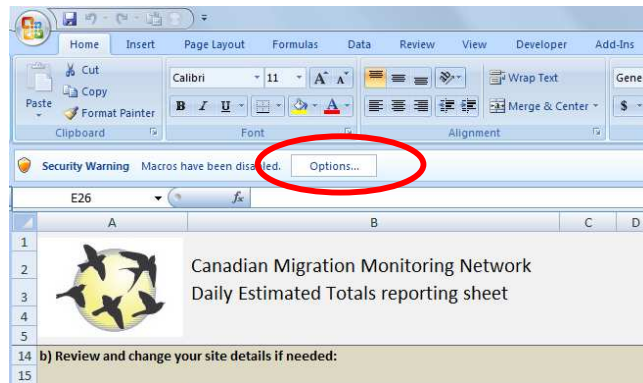 Home Insert Page Layout Formulas Data Review View Developer Add-Ins
Cut
Calibri 11 A A Wrap Text Gene
Copy
Paste
Format Painter B I U A Merge & Center $
Clipboard Font Alignment
Security Warning Macros have been disabled. Options...
E26 fx
A B C D
1
2 Canadian Migration Monitoring Network
3 Daily Estimated Totals reporting sheet
4
5
14 b) Review and change your site details if needed:
15